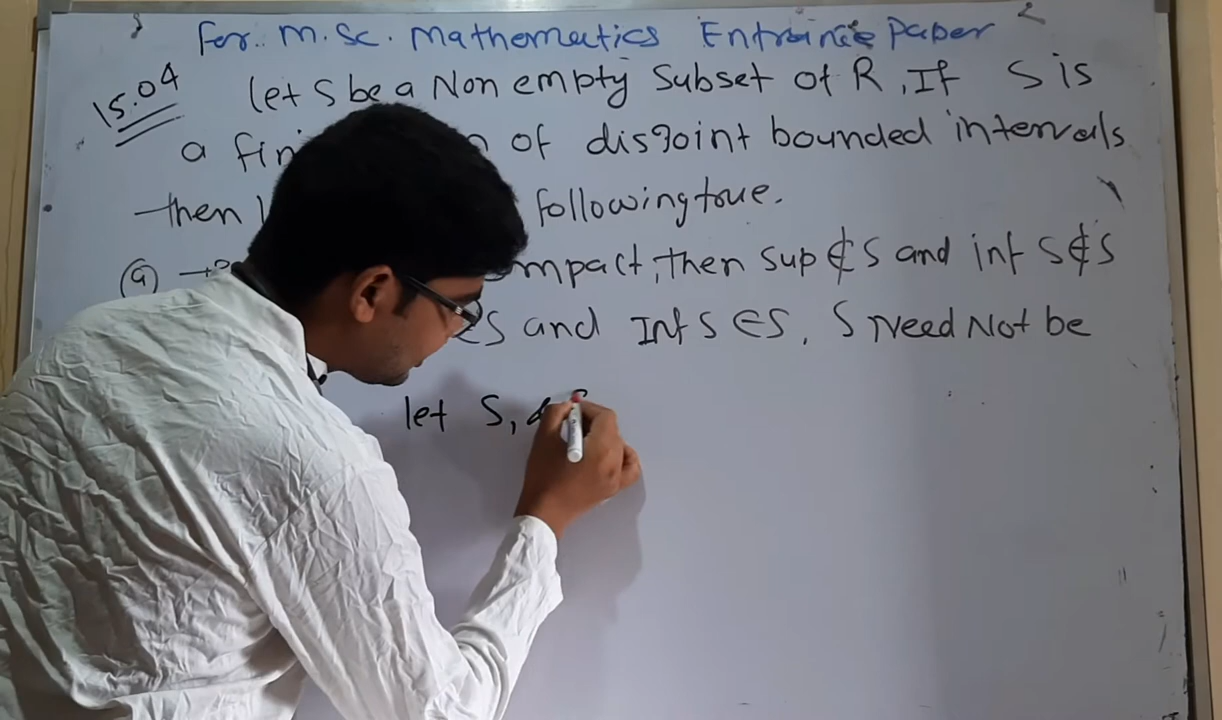 For.. M.Sc. Mathematics Entrance Paper
15.04 let S be a Non empty Subset of R, If S is
a fin of disjoint bounded intervals
then following true.
(a) mpact, then sup ∉ S and inf S ∉ S
S and Inf S ∈ S, S Need Not be
let S,